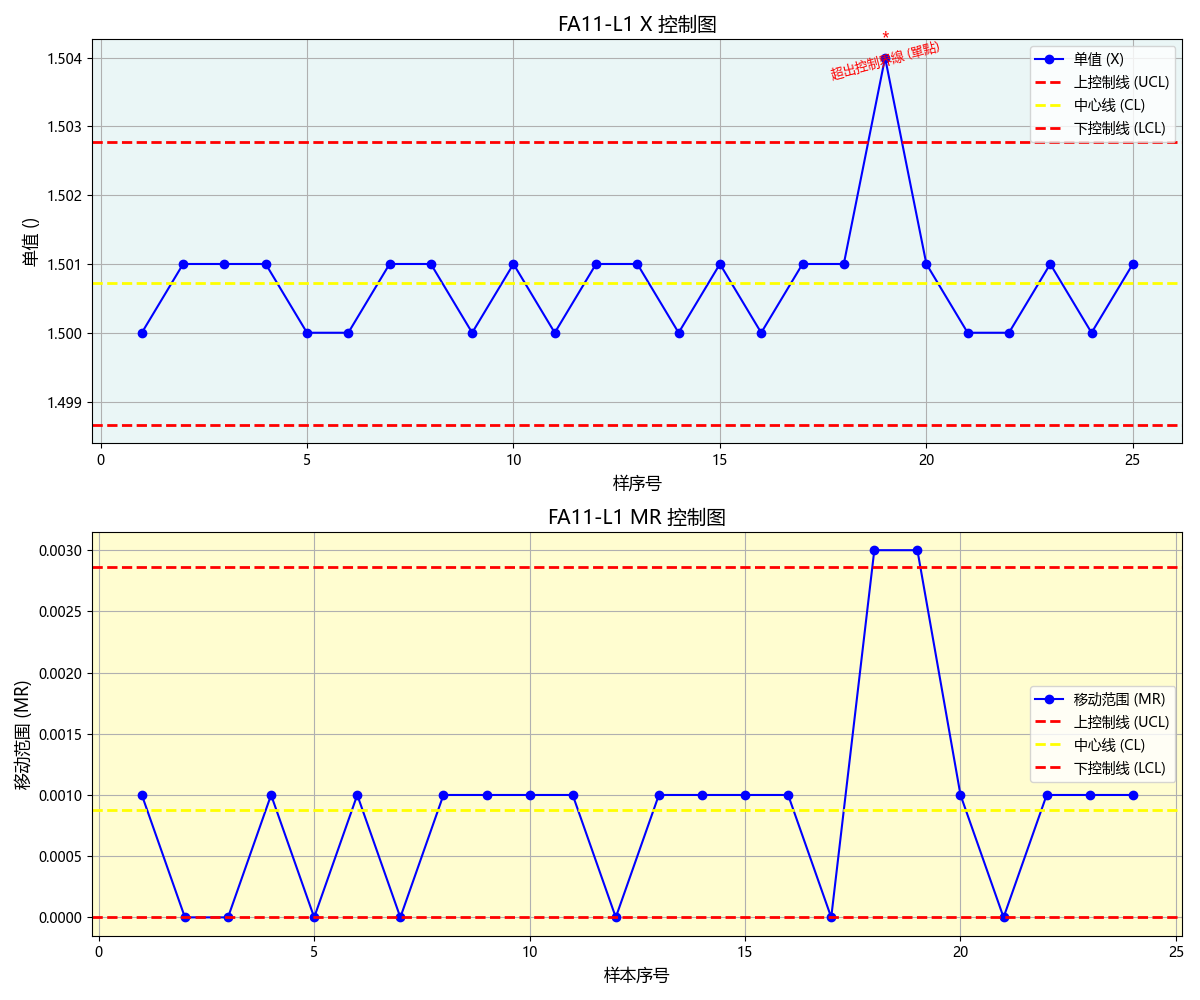 FA11-L1 X 控制图
*
超出控制界線 (單點)
单值 (X)
上控制线 (UCL)
中心线 (CL)
下控制线 (LCL)
单值 ()
1.504
1.503
1.502
1.501
1.500
1.499
0 5 10 15 20 25
样序号
FA11-L1 MR 控制图
移动范围 (MR)
上控制线 (UCL)
中心线 (CL)
下控制线 (LCL)
移动范围 (MR)
0.0030
0.0025
0.0020
0.0015
0.0010
0.0005
0.0000
0 5 10 15 20 25
样本序号